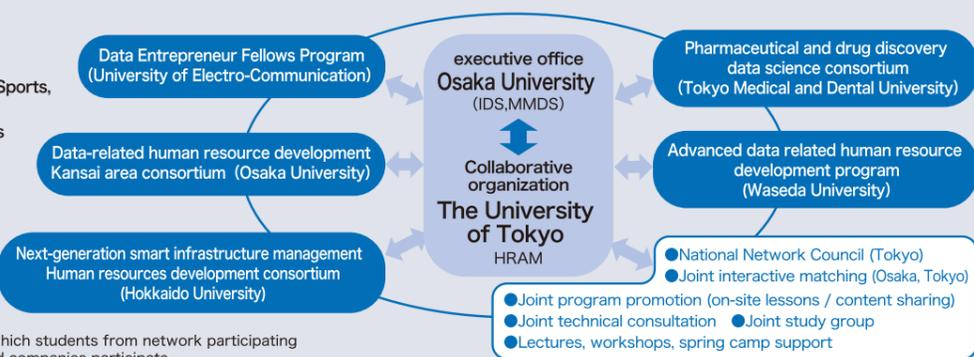 Sports,
s
Data Entrepreneur Fellows Program
(University of Electro-Communication)
Data-related human resource development
Kansai area consortium (Osaka University)
Next-generation smart infrastructure management
Human resources development consortium
(Hokkaido University)
executive office
Osaka University
(IDS,MMDS)
Collaborative
organization
The University
of Tokyo
HRAM
Pharmaceutical and drug discovery
data science consortium
(Tokyo Medical and Dental University)
Advanced data related human resource
development program
(Waseda University)
●National Network Council (Tokyo)
●Joint interactive matching (Osaka, Tokyo)
●Joint program promotion (on-site lessons / content sharing)
●Joint technical consultation ●Joint study group
●Lectures, workshops, spring camp support
hich students from network participating
companies participate